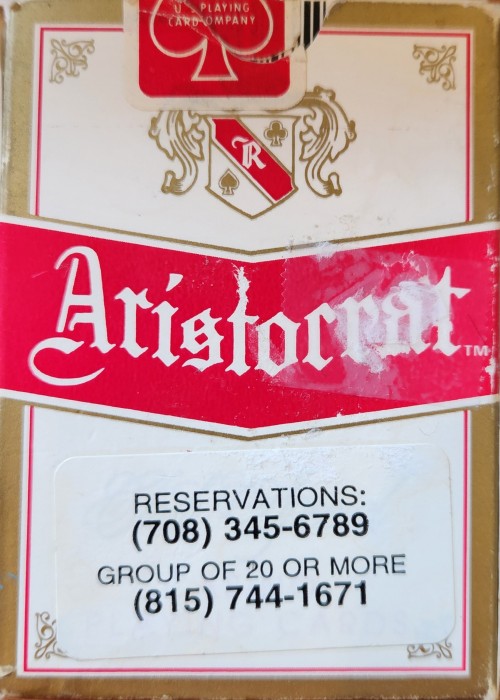 U.S. PLAYING
CARD COMPANY
R
Aristocrat™
RESERVATIONS:
(708) 345-6789
GROUP OF 20 OR MORE
(815) 744-1671